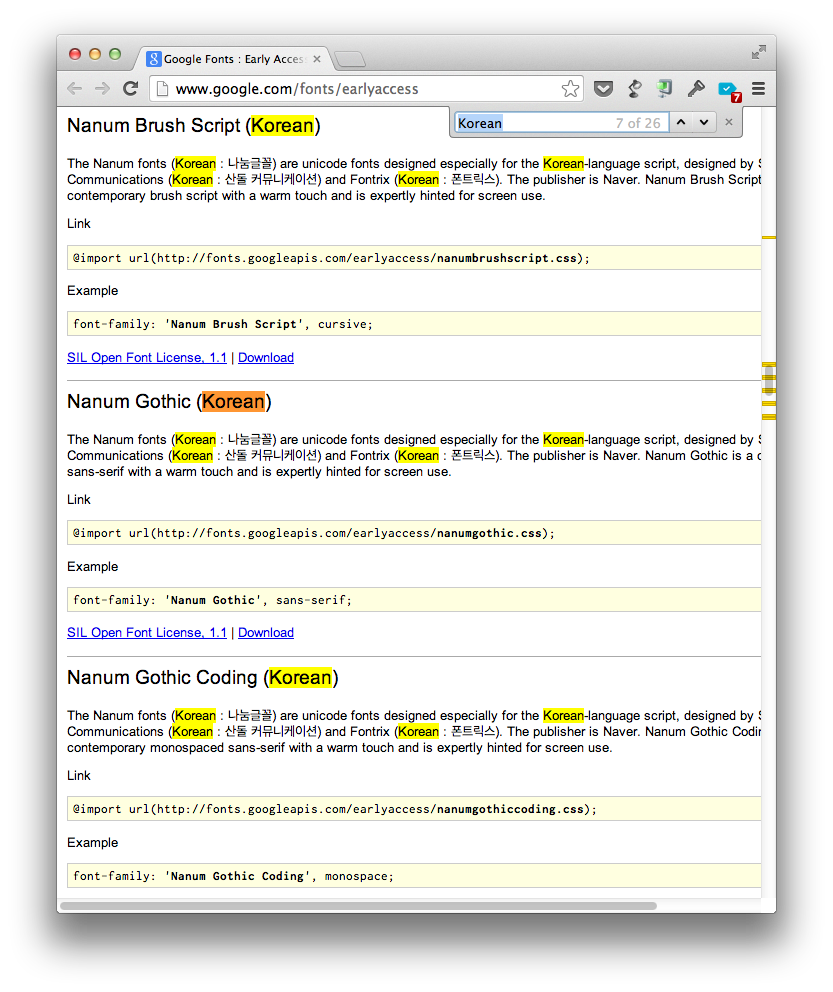 Google Fonts : Early Acces
www.google.com/fonts/earlyaccess
7
Korean 7 of 26
Nanum Brush Script (Korean)
The Nanum fonts (Korean : 나눔글꼴) are unicode fonts designed especially for the Korean-language script, designed by S
Communications (Korean : 산돌 커뮤니케이션) and Fontrix (Korean : 폰트릭스). The publisher is Naver. Nanum Brush Script
contemporary brush script with a warm touch and is expertly hinted for screen use.
Link
@import url(http://fonts.googleapis.com/earlyaccess/nanumbrushscript.css);
Example
font-family: 'Nanum Brush Script', cursive;
SIL Open Font License, 1.1 | Download
Nanum Gothic (Korean)
The Nanum fonts (Korean : 나눔글꼴) are unicode fonts designed especially for the Korean-language script, designed by S
Communications (Korean : 산돌 커뮤니케이션) and Fontrix (Korean : 폰트릭스). The publisher is Naver. Nanum Gothic is a c
sans-serif with a warm touch and is expertly hinted for screen use.
Link
@import url(http://fonts.googleapis.com/earlyaccess/nanumgothic.css);
Example
font-family: 'Nanum Gothic', sans-serif;
SIL Open Font License, 1.1 | Download
Nanum Gothic Coding (Korean)
The Nanum fonts (Korean : 나눔글꼴) are unicode fonts designed especially for the Korean-language script, designed by S
Communications (Korean : 산돌 커뮤니케이션) and Fontrix (Korean : 폰트릭스). The publisher is Naver. Nanum Gothic Codin
contemporary monospaced sans-serif with a warm touch and is expertly hinted for screen use.
Link
@import url(http://fonts.googleapis.com/earlyaccess/nanumgothiccoding.css);
Example
font-family: 'Nanum Gothic Coding', monospace;